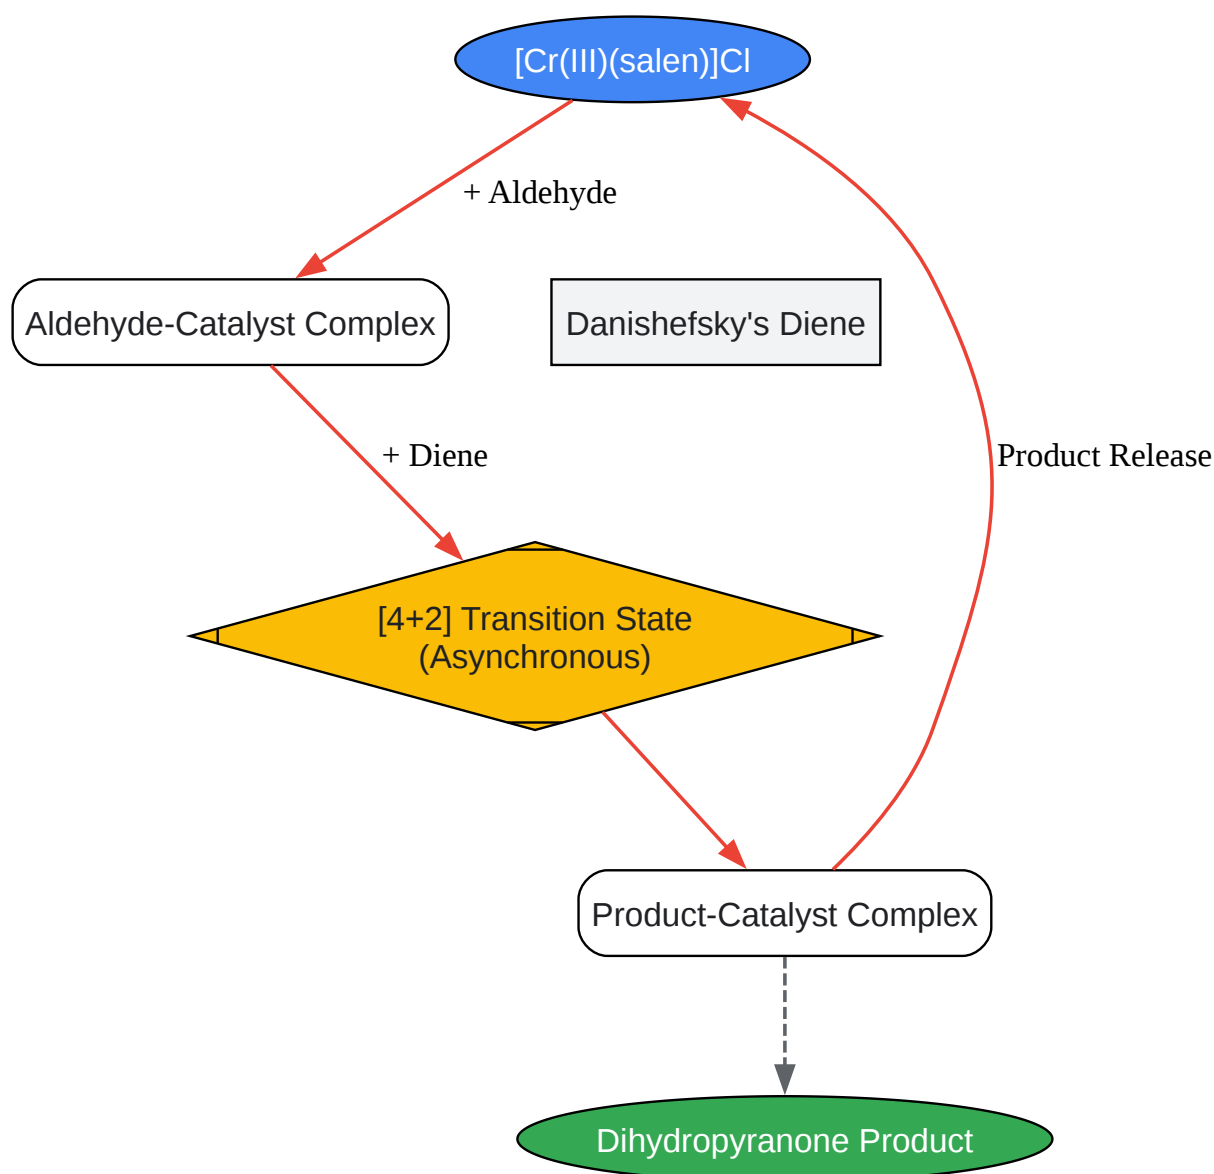 [Cr(III)(salen)]Cl
+ Aldehyde
Aldehyde-Catalyst Complex
Danishefsky's Diene
+ Diene
Product Release
[4+2] Transition State
(Asynchronous)
Product-Catalyst Complex
Dihydropyranone Product